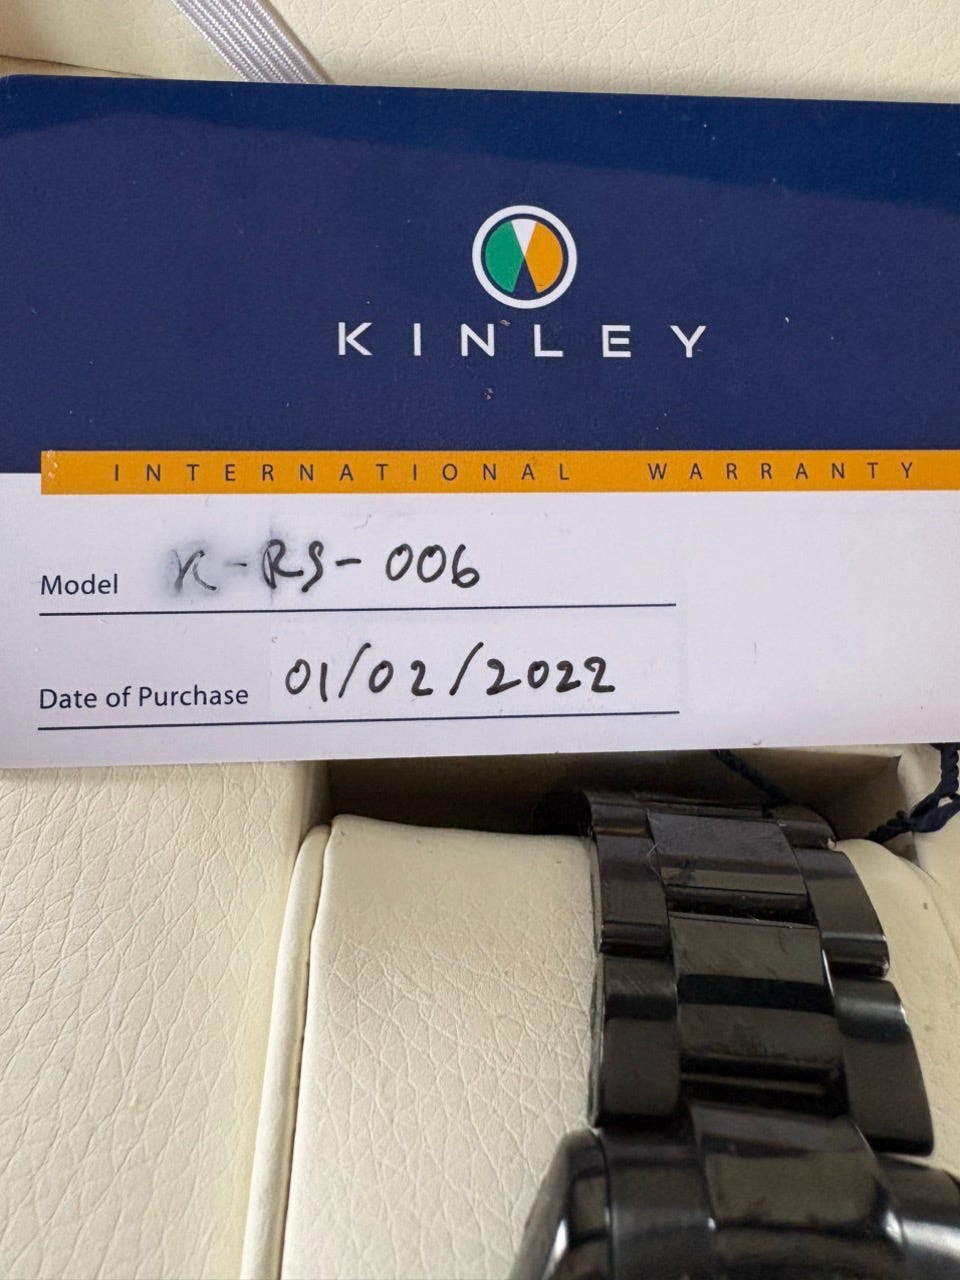 KINLEY
INTERNATIONAL WARRANTY
Model K-RS-006
Date of Purchase 01/02/2022